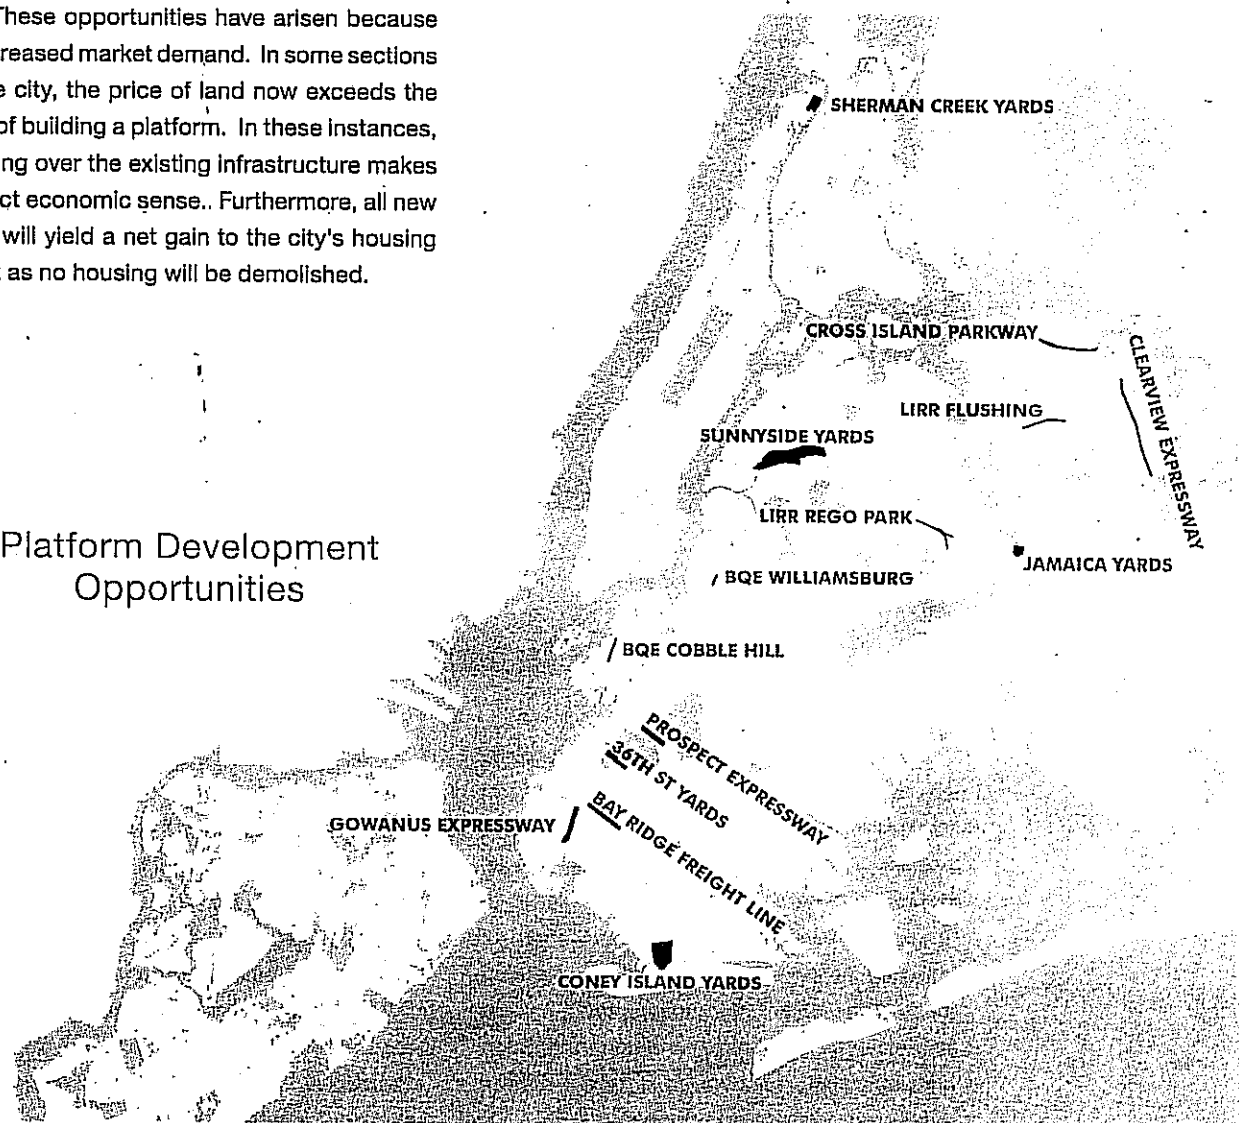 These opportunities have arisen because
reased market demand. In some sections
e city, the price of land now exceeds the
of building a platform. In these instances,
ng over the existing infrastructure makes
ct economic sense.. Furthermore, all new
will yield a net gain to the city's housing
as no housing will be demolished.
Platform Development
Opportunities
SHERMAN CREEK YARDS
CROSS ISLAND PARKWAY
CLEARVIEW EXPRESSWAY
LIRR FLUSHING
SUNNYSIDE YARDS
LIRR REGO PARK
JAMAICA YARDS
BQE WILLIAMSBURG
BQE COBBLE HILL
PROSPECT EXPRESSWAY
36TH ST YARDS
BAY RIDGE FREIGHT LINE
GOWANUS EXPRESSWAY
CONEY ISLAND YARDS